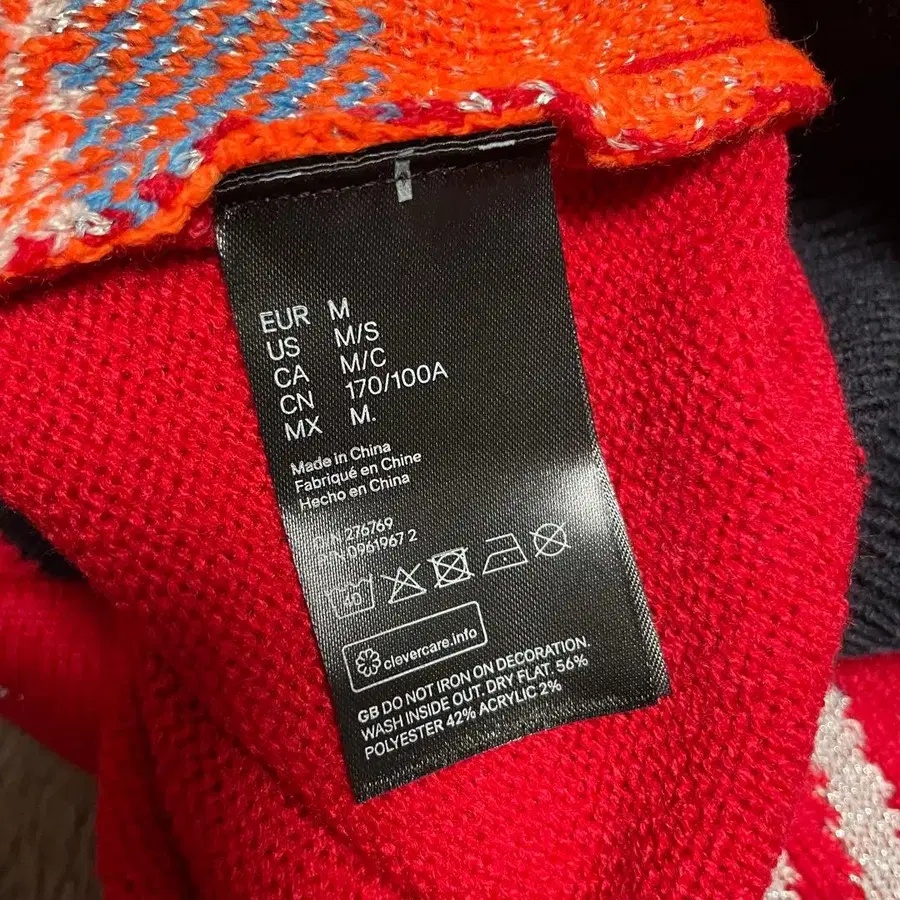 EUR M
US M/S
CA M/C
CN 170/100A
MX M.
Made in China
Fabriqué en Chine
Hecho en China
276769
0961967 2
40
clevercare.info
GB DO NOT IRON ON DECORATION.
WASH INSIDE OUT. DRY FLAT. 56%
POLYESTER 42% ACRYLIC 2%